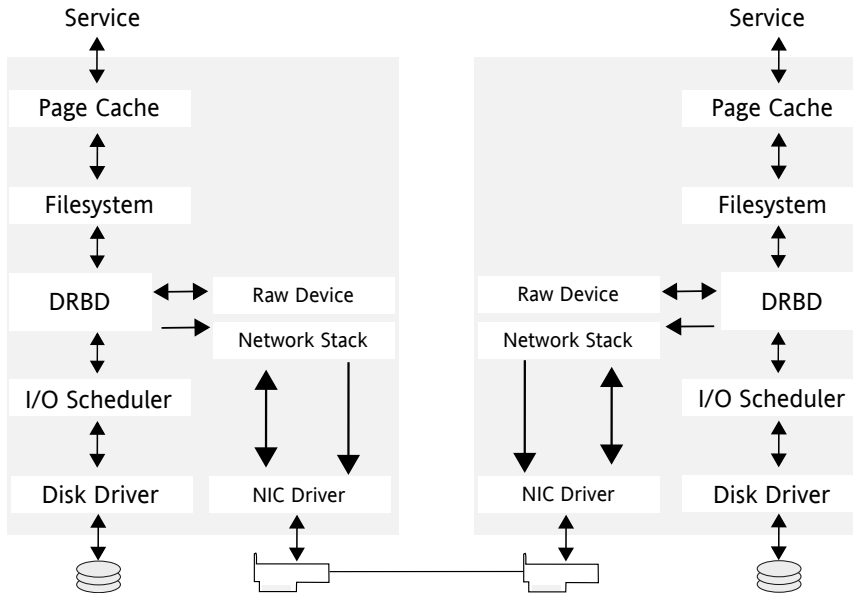 Service
Service
Page Cache
Page Cache
Filesystem
Filesystem
DRBD
Raw Device
Raw Device
DRBD
Network Stack
Network Stack
I/O Scheduler
I/O Scheduler
Disk Driver
NIC Driver
NIC Driver
Disk Driver